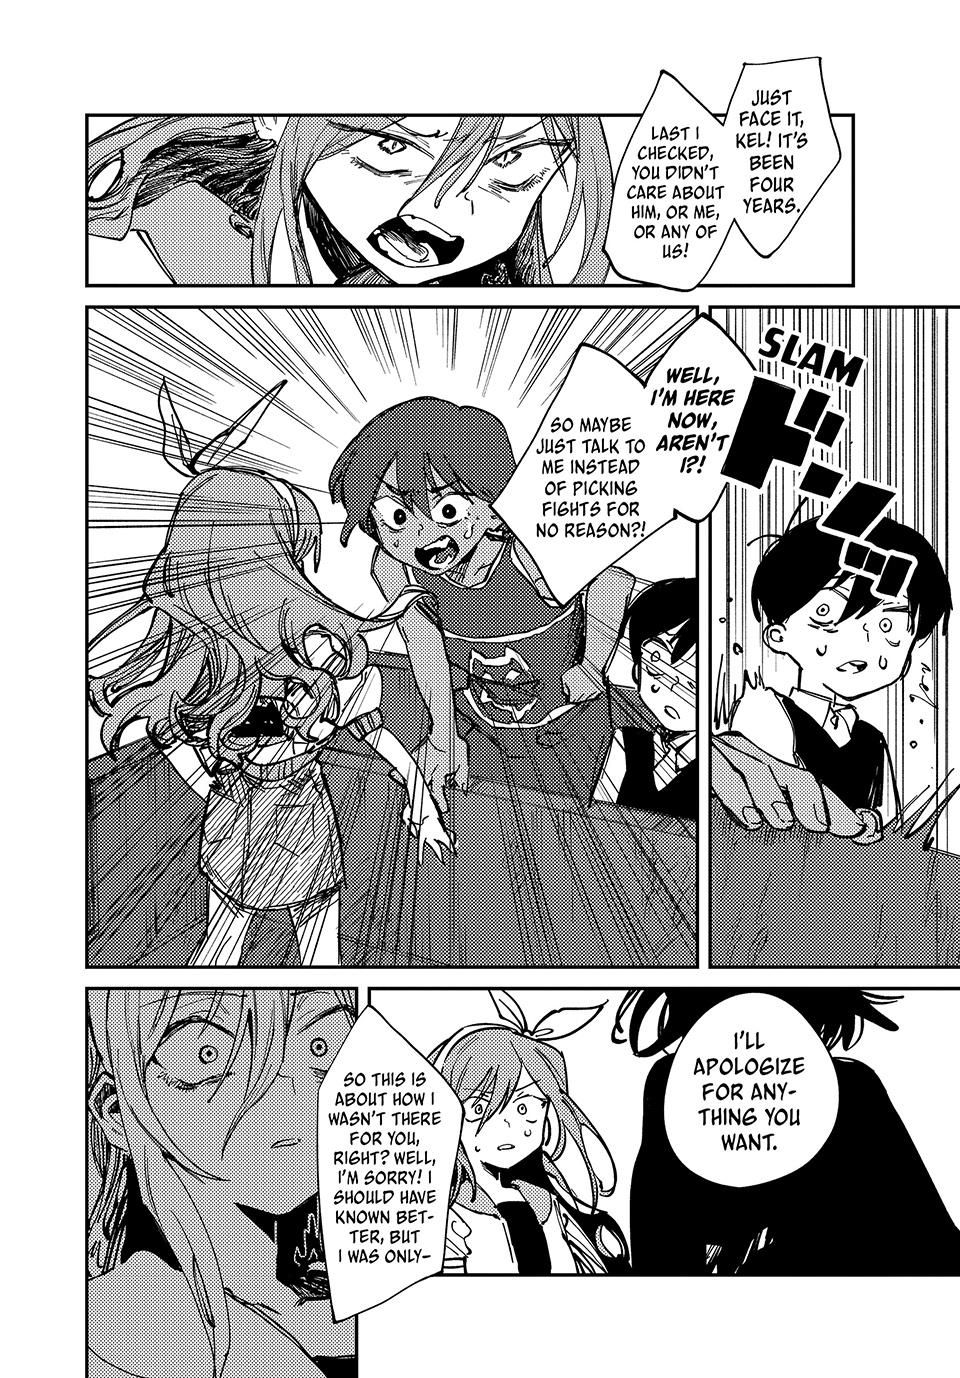 JUST
FACE IT,
KEL! IT'S
BEEN
FOUR
YEARS.
LAST I
CHECKED,
YOU DIDN'T
CARE ABOUT
HIM, OR ME,
OR ANY OF
US!
SLAM
ドンッ
WELL,
I'M HERE
NOW,
AREN'T
I?!
SO MAYBE
JUST TALK TO
ME INSTEAD
OF PICKING
FIGHTS FOR
NO REASON?!
I'LL
APOLOGIZE
FOR ANY-
THING YOU
WANT.
SO THIS IS
ABOUT HOW I
WASN'T THERE
FOR YOU,
RIGHT? WELL,
I'M SORRY! I
SHOULD HAVE
KNOWN BET-
TER, BUT
I WAS ONLY-